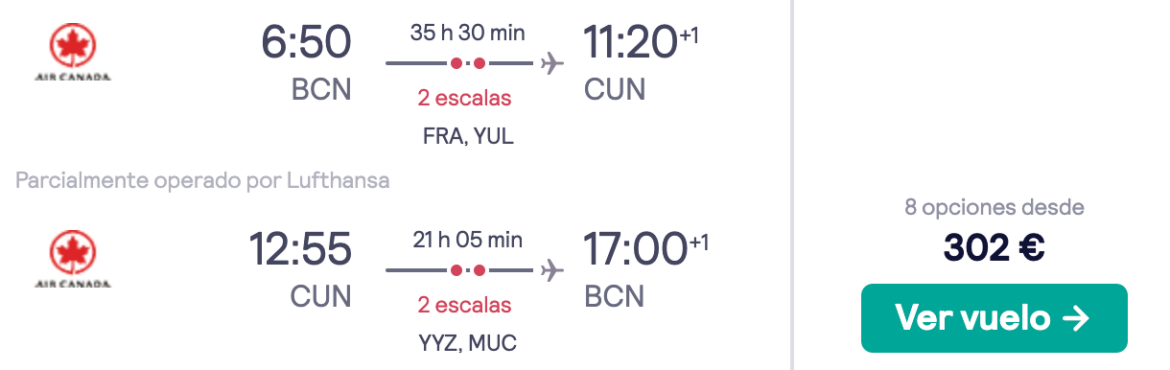 6:50 35 h 30 min 11:20+1
AIR CANADA BCN 2 escalas CUN
FRA, YUL
Parcialmente operado por Lufthansa
8 opciones desde
302 €
Ver vuelo →
12:55 21 h 05 min 17:00+1
AIR CANADA CUN 2 escalas BCN
YYZ, MUC